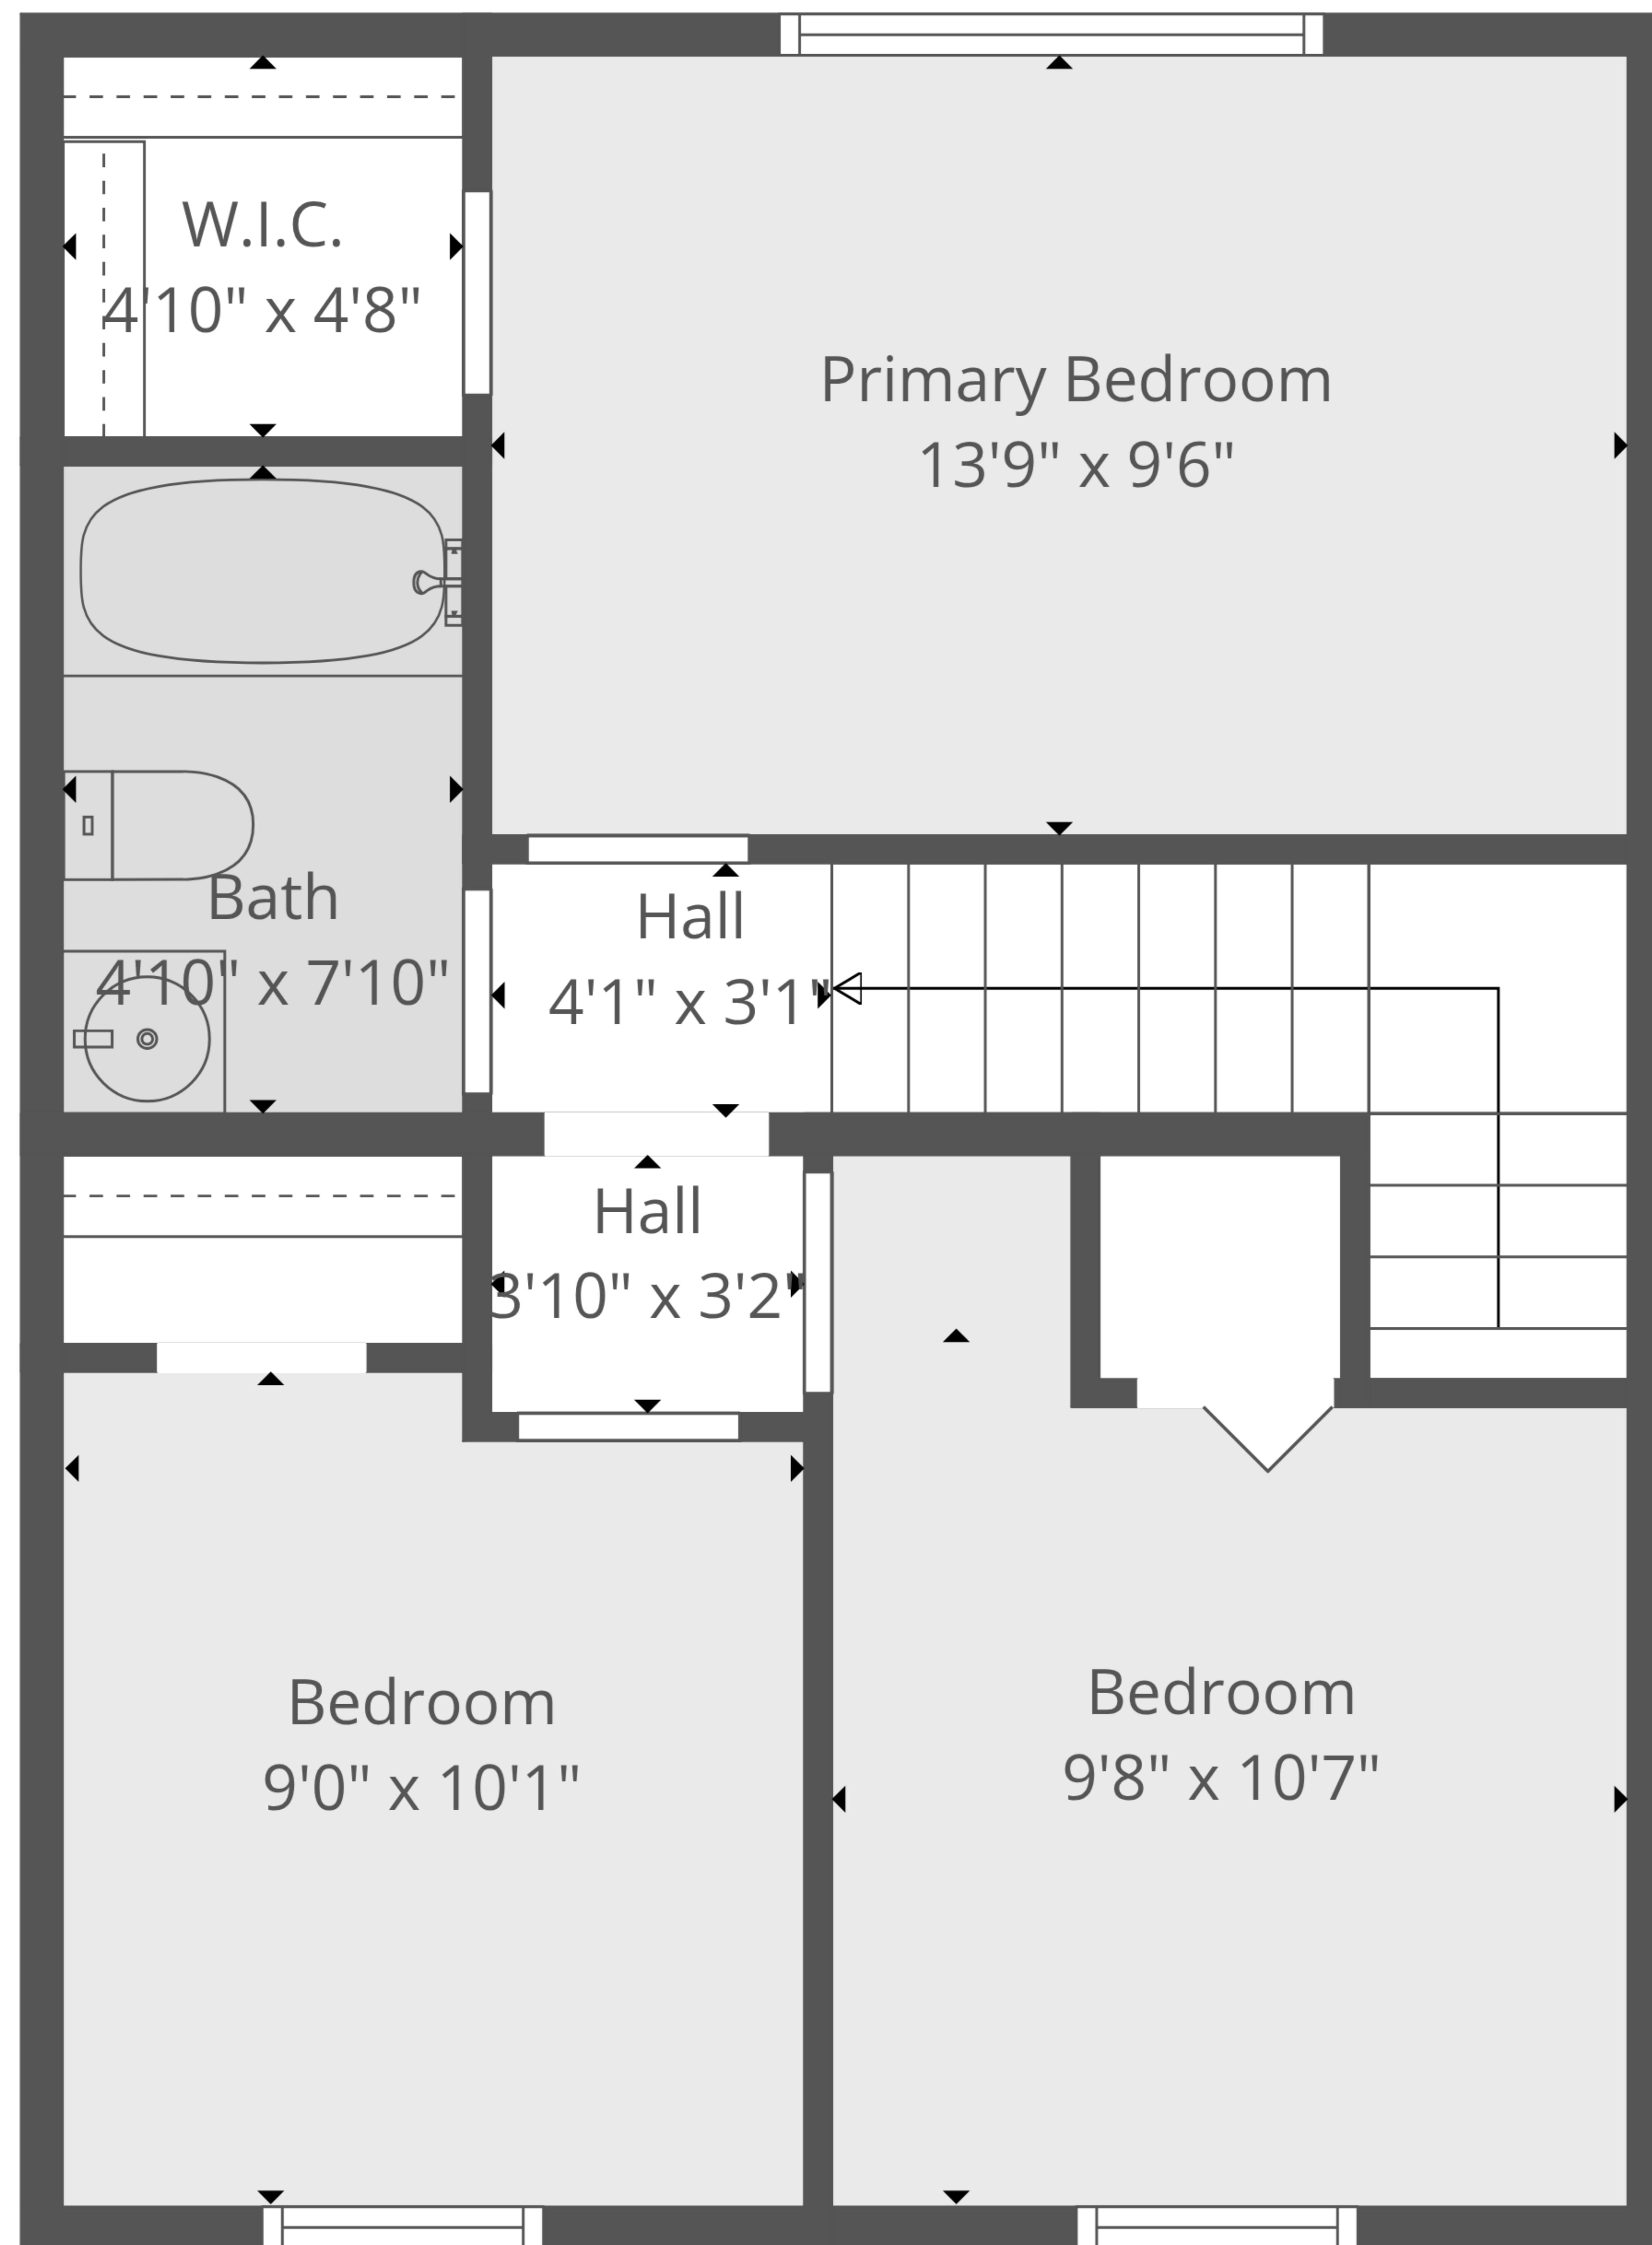 W.I.C.
4'10" x 4'8"
Primary Bedroom
13'9" x 9'6"
Bath
4'10" x 7'10"
Hall
4'1" x 3'1"
Hall
3'10" x 3'2"
Bedroom
9'0" x 10'1"
Bedroom
9'8" x 10'7"